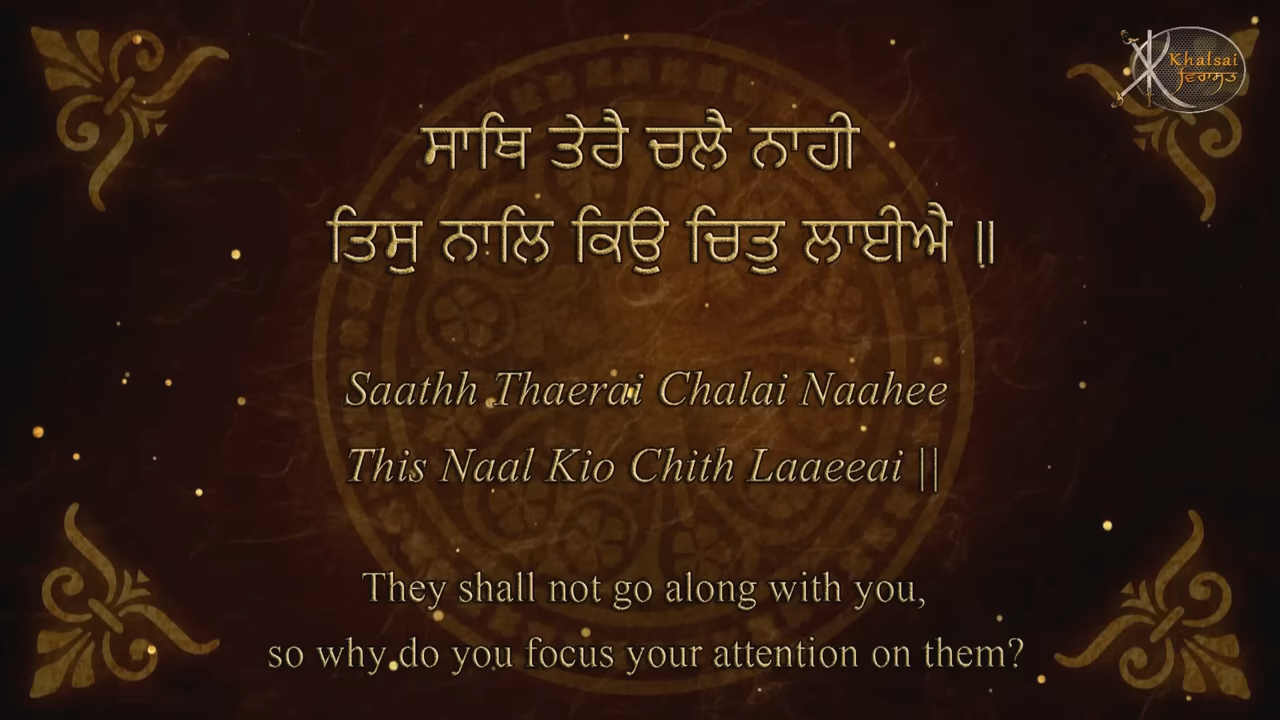 Khalsai
ਵਿਰਾਸਤ
ਸਾਥਿ ਤੇਰੈ ਚਲੈ ਨਾਹੀ
ਤਿਸੁ ਨਾਲਿ ਕਿਉ ਚਿਤੁ ਲਾਈਐ ॥
Saathh Thaerai Chalai Naahee
This Naal Kio Chith Laaeeai ||
They shall not go along with you,
so why do you focus your attention on them?